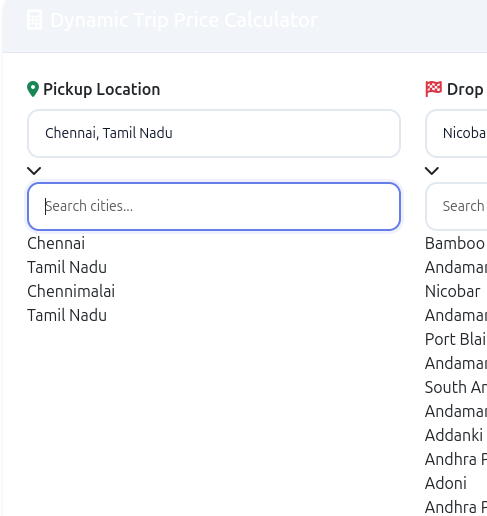 Dynamic Trip Price Calculator
Pickup Location
Chennai, Tamil Nadu
Search cities...
Chennai
Tamil Nadu
Chennimalai
Tamil Nadu
Drop
Nicoba
Search
Bamboo
Andaman
Nicobar
Andaman
Port Blai
Andaman
South An
Andaman
Addanki
Andhra P
Adoni
Andhra P